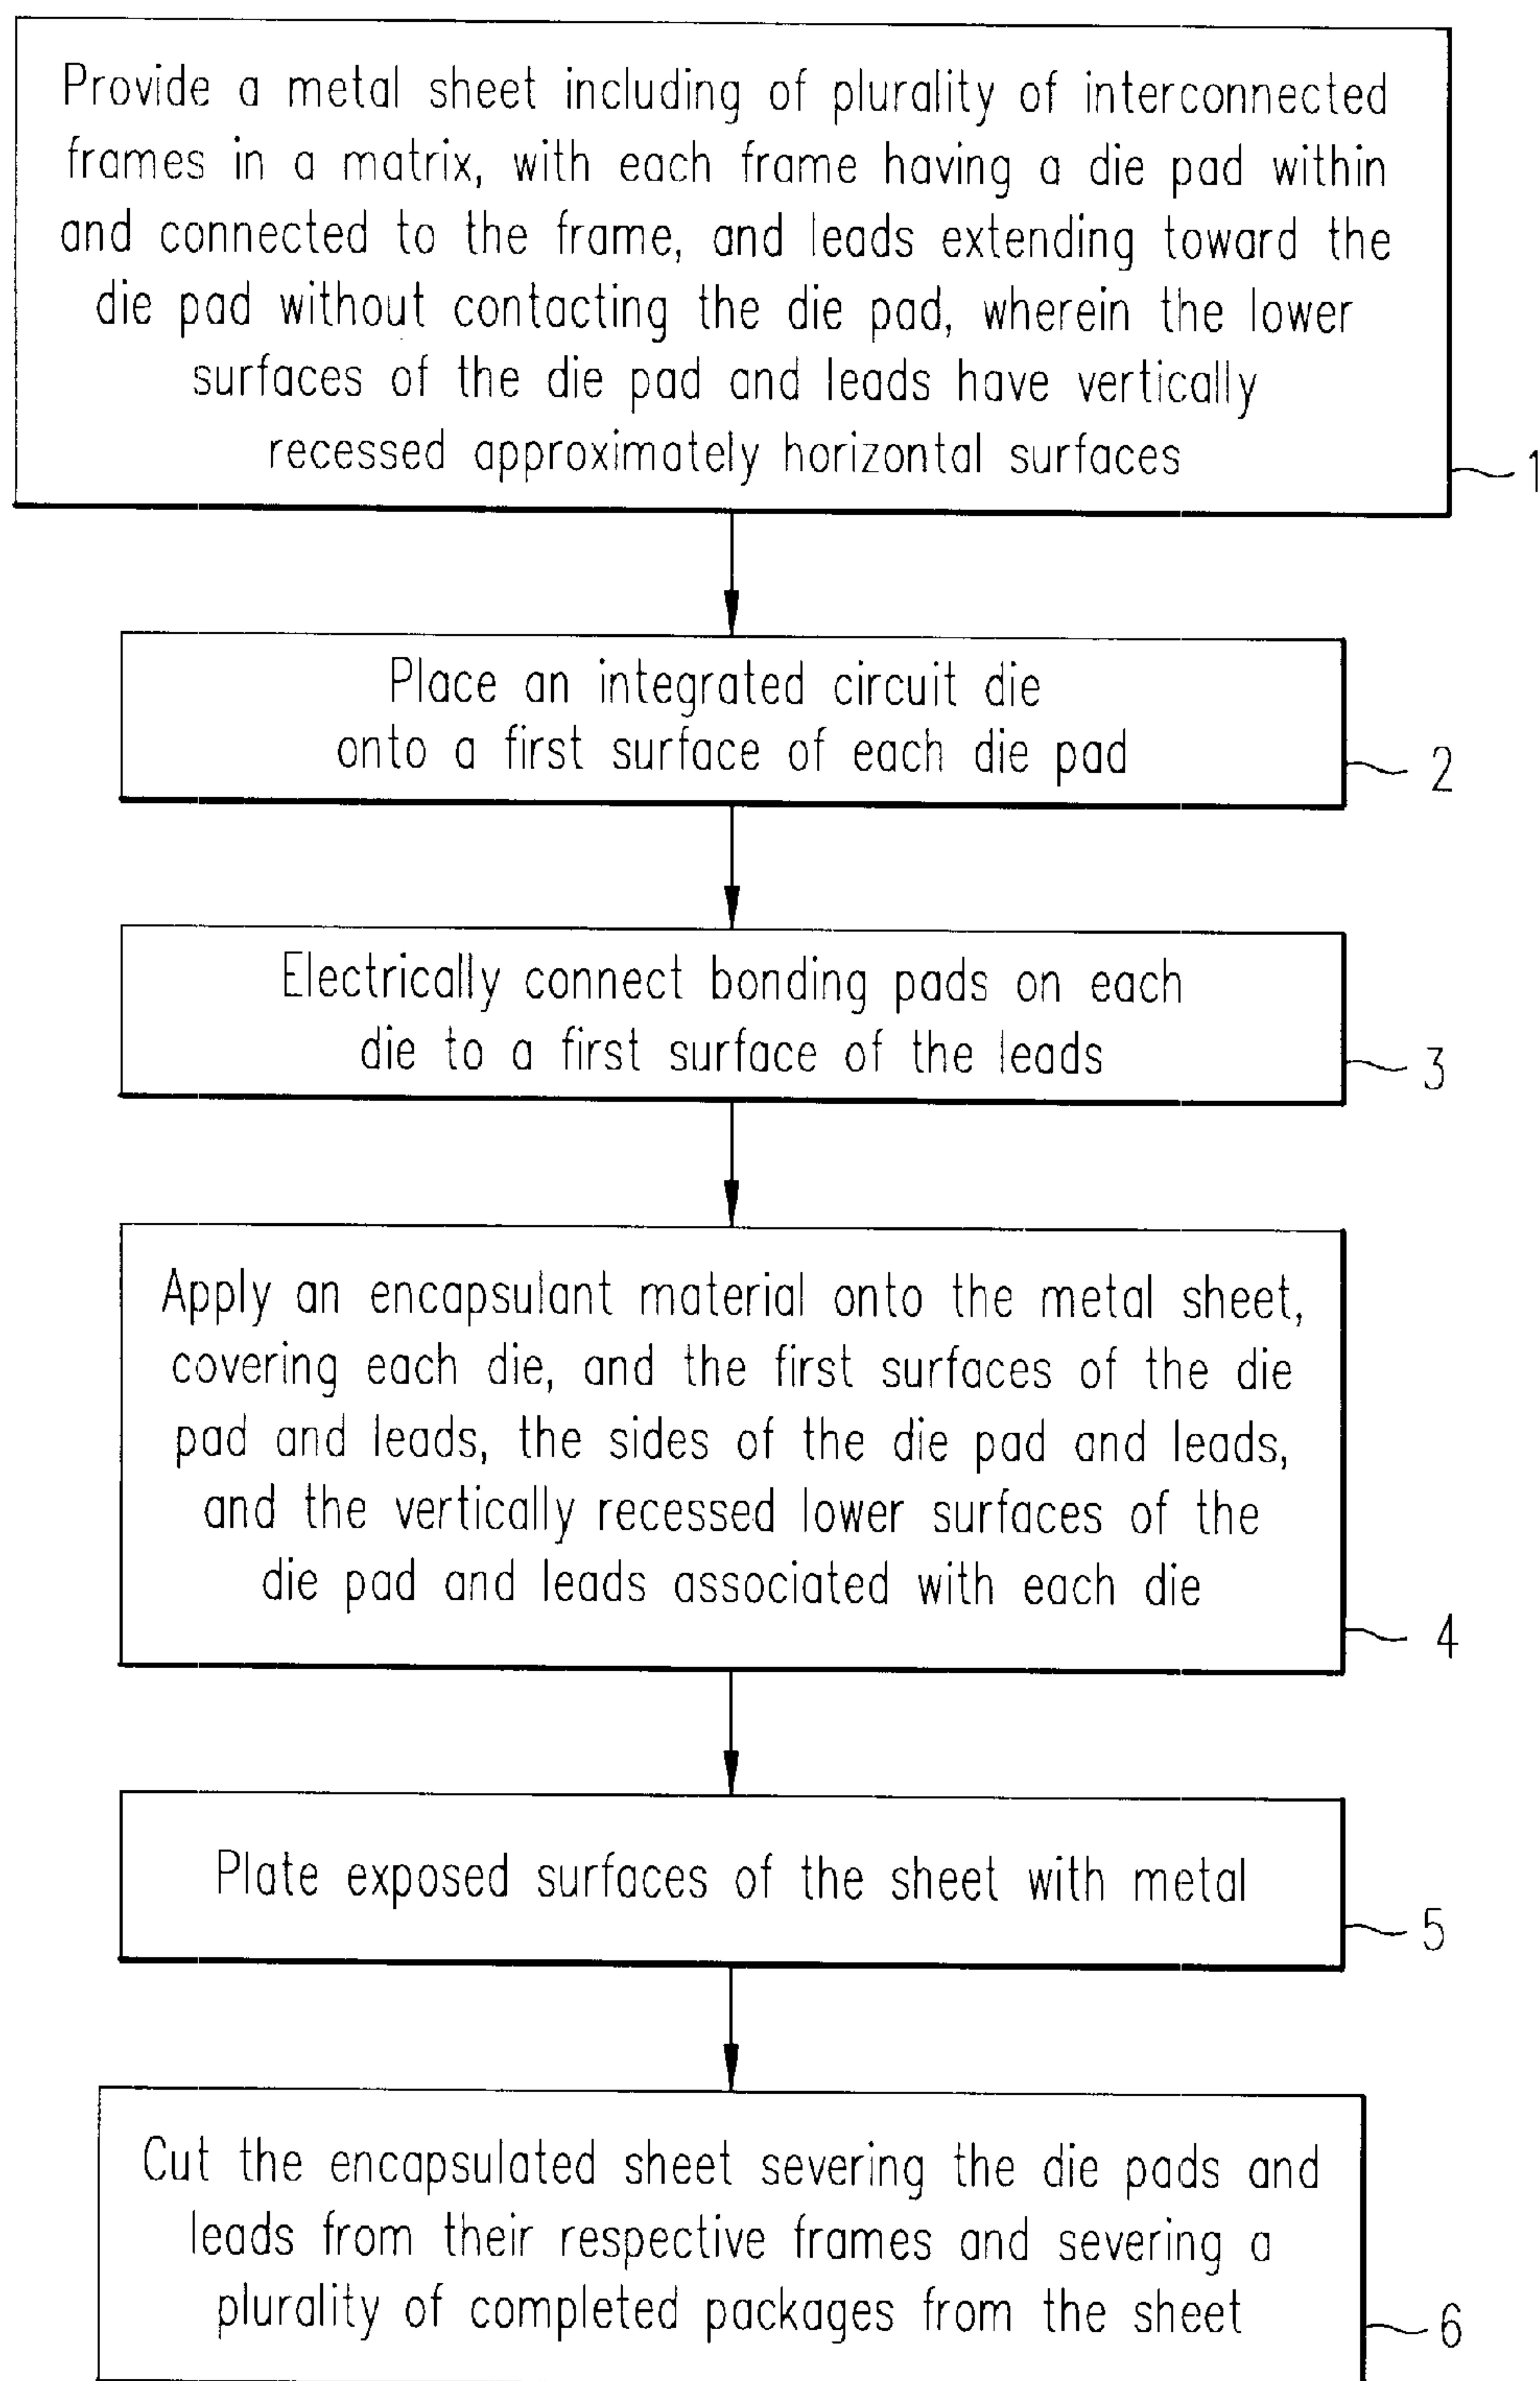 Provide a metal sheet including of plurality of interconnected
frames in a matrix, with each frame having a die pad within
and connected to the frame, and leads extending toward the
die pad without contacting the die pad, wherein the lower
surfaces of the die pad and leads have vertically
recessed approximately horizontal surfaces
1
Place an integrated circuit die
onto a first surface of each die pad
2
Electrically connect bonding pads on each
die to a first surface of the leads
3
Apply an encapsulant material onto the metal sheet,
covering each die, and the first surfaces of the die
pad and leads, the sides of the die pad and leads,
and the vertically recessed lower surfaces of the
die pad and leads associated with each die
4
Plate exposed surfaces of the sheet with metal
5
Cut the encapsulated sheet severing the die pads and
leads from their respective frames and severing a
plurality of completed packages from the sheet
6